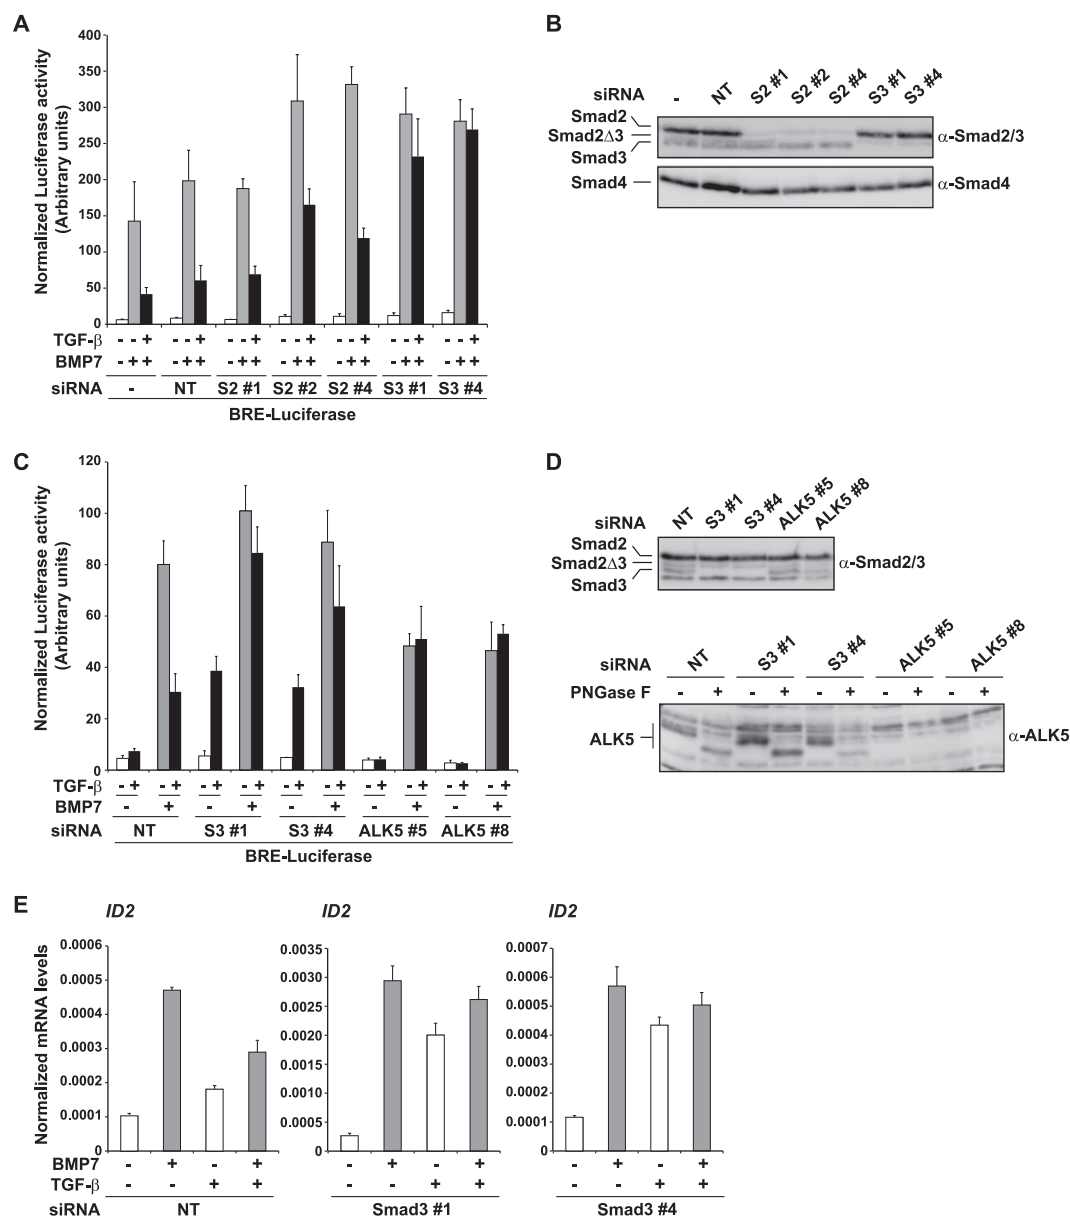 A
Normalized Luciferase activity
(Arbitrary units)
400
350
300
250
200
150
100
50
0
TGF-β - - + - - + - - + - - + - - + - - + - - +
BMP7 - + + - + + - + + - + + - + + - + + - + +
siRNA - NT S2 #1 S2 #2 S2 #4 S3 #1 S3 #4
BRE-Luciferase
B
siRNA - NT S2 #1 S2 #2 S2 #4 S3 #1 S3 #4
Smad2
Smad2Δ3
Smad3
α-Smad2/3
Smad4
α-Smad4
C
Normalized Luciferase activity
(Arbitrary units)
120
100
80
60
40
20
0
TGF-β - + - + - + - + - + - + - + - + - + - +
BMP7 - + - + - + - + - +
siRNA NT S3 #1 S3 #4 ALK5 #5 ALK5 #8
BRE-Luciferase
D
siRNA NT S3 #1 S3 #4 ALK5 #5 ALK5 #8
Smad2
Smad2Δ3
Smad3
α-Smad2/3
siRNA NT S3 #1 S3 #4 ALK5 #5 ALK5 #8
PNGase F - + - + - + - + - +
ALK5
α-ALK5
E
Normalized mRNA levels
ID2
0.0006
0.0005
0.0004
0.0003
0.0002
0.0001
0
ID2
0.0035
0.0030
0.0025
0.0020
0.0015
0.0010
0.0005
0
ID2
0.0007
0.0006
0.0005
0.0004
0.0003
0.0002
0.0001
0
BMP7 - + - + - + - + - + - +
TGF-β - - + + - - + + - - + +
siRNA NT Smad3 #1 Smad3 #4